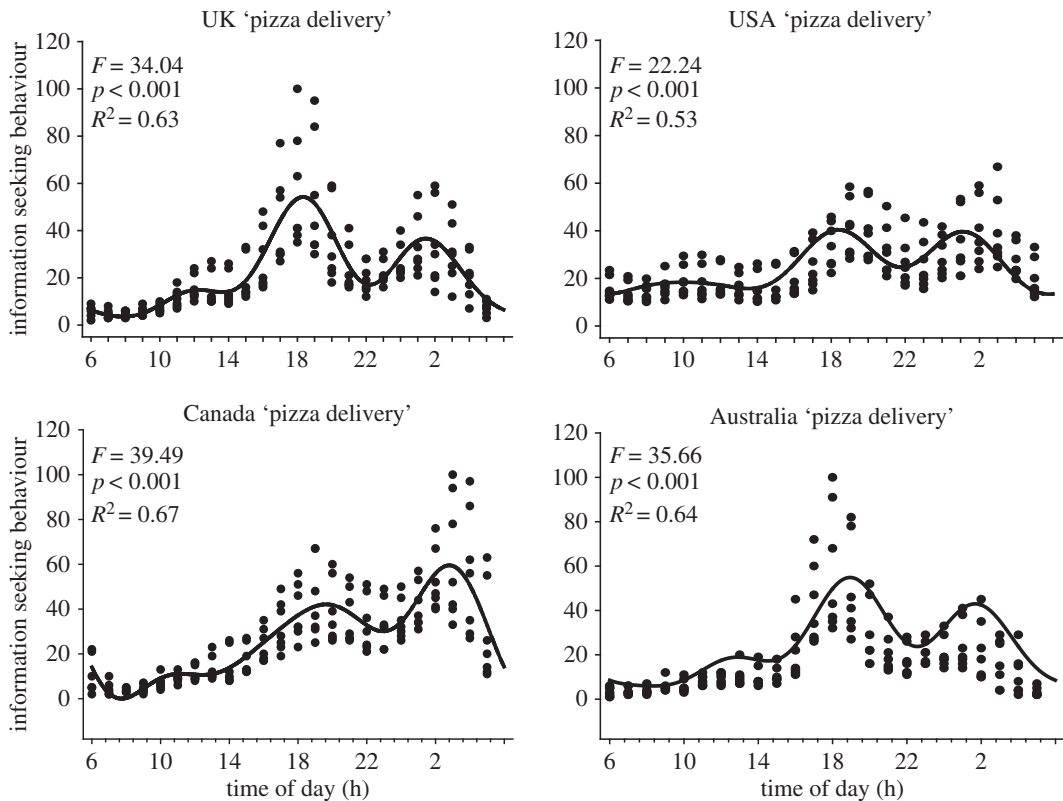 UK ‘pizza delivery’
120
100
80
60
40
20
0
information seeking behaviour
F = 34.04
p < 0.001
R² = 0.63
6 10 14 18 22 2
USA ‘pizza delivery’
120
100
80
60
40
20
0
F = 22.24
p < 0.001
R² = 0.53
6 10 14 18 22 2
Canada ‘pizza delivery’
120
100
80
60
40
20
0
information seeking behaviour
F = 39.49
p < 0.001
R² = 0.67
6 10 14 18 22 2
time of day (h)
Australia ‘pizza delivery’
120
100
80
60
40
20
0
F = 35.66
p < 0.001
R² = 0.64
6 10 14 18 22 2
time of day (h)